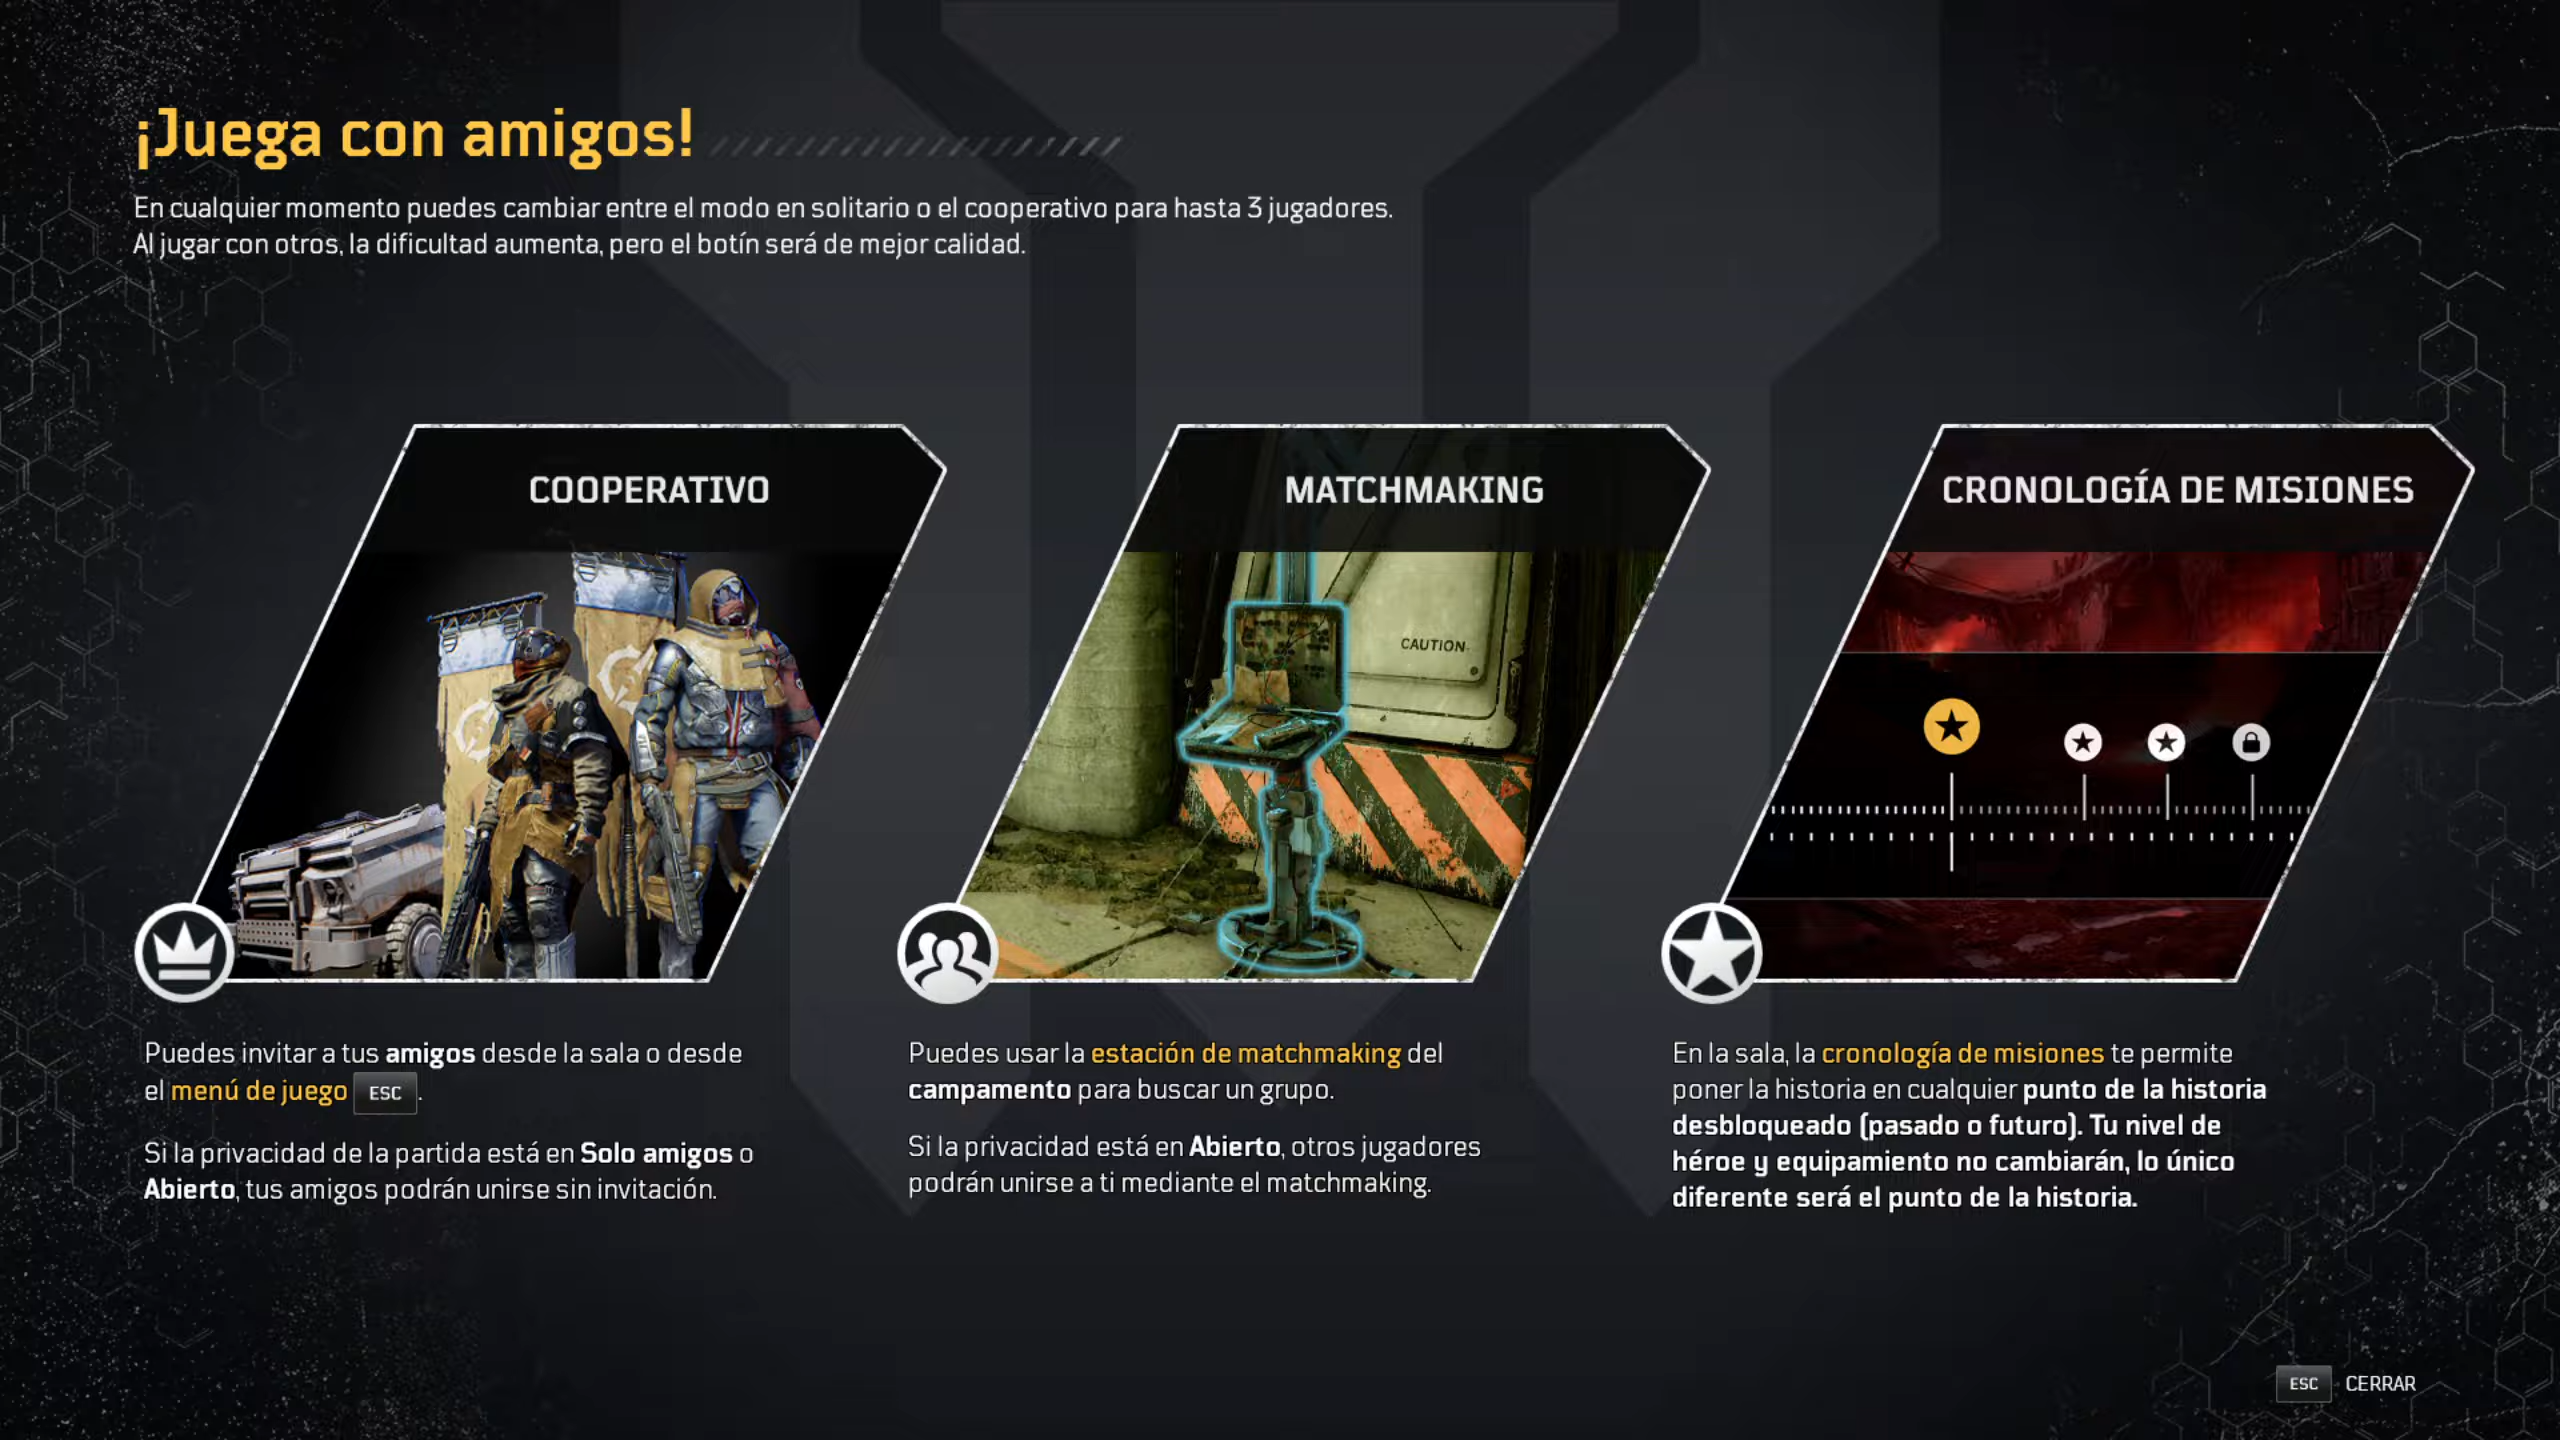 ¡Juega con amigos!
En cualquier momento puedes cambiar entre el modo en solitario o el cooperativo para hasta 3 jugadores.
Al jugar con otros, la dificultad aumenta, pero el botín será de mejor calidad.
COOPERATIVO
Puedes invitar a tus amigos desde la sala o desde
el menú de juego ESC.
Si la privacidad de la partida está en Solo amigos o
Abierto, tus amigos podrán unirse sin invitación.
MATCHMAKING
CAUTION
Puedes usar la estación de matchmaking del
campamento para buscar un grupo.
Si la privacidad está en Abierto, otros jugadores
podrán unirse a ti mediante el matchmaking.
CRONOLOGÍA DE MISIONES
En la sala, la cronología de misiones te permite
poner la historia en cualquier punto de la historia
desbloqueado (pasado o futuro). Tu nivel de
héroe y equipamiento no cambiarán, lo único
diferente será el punto de la historia.
ESC CERRAR